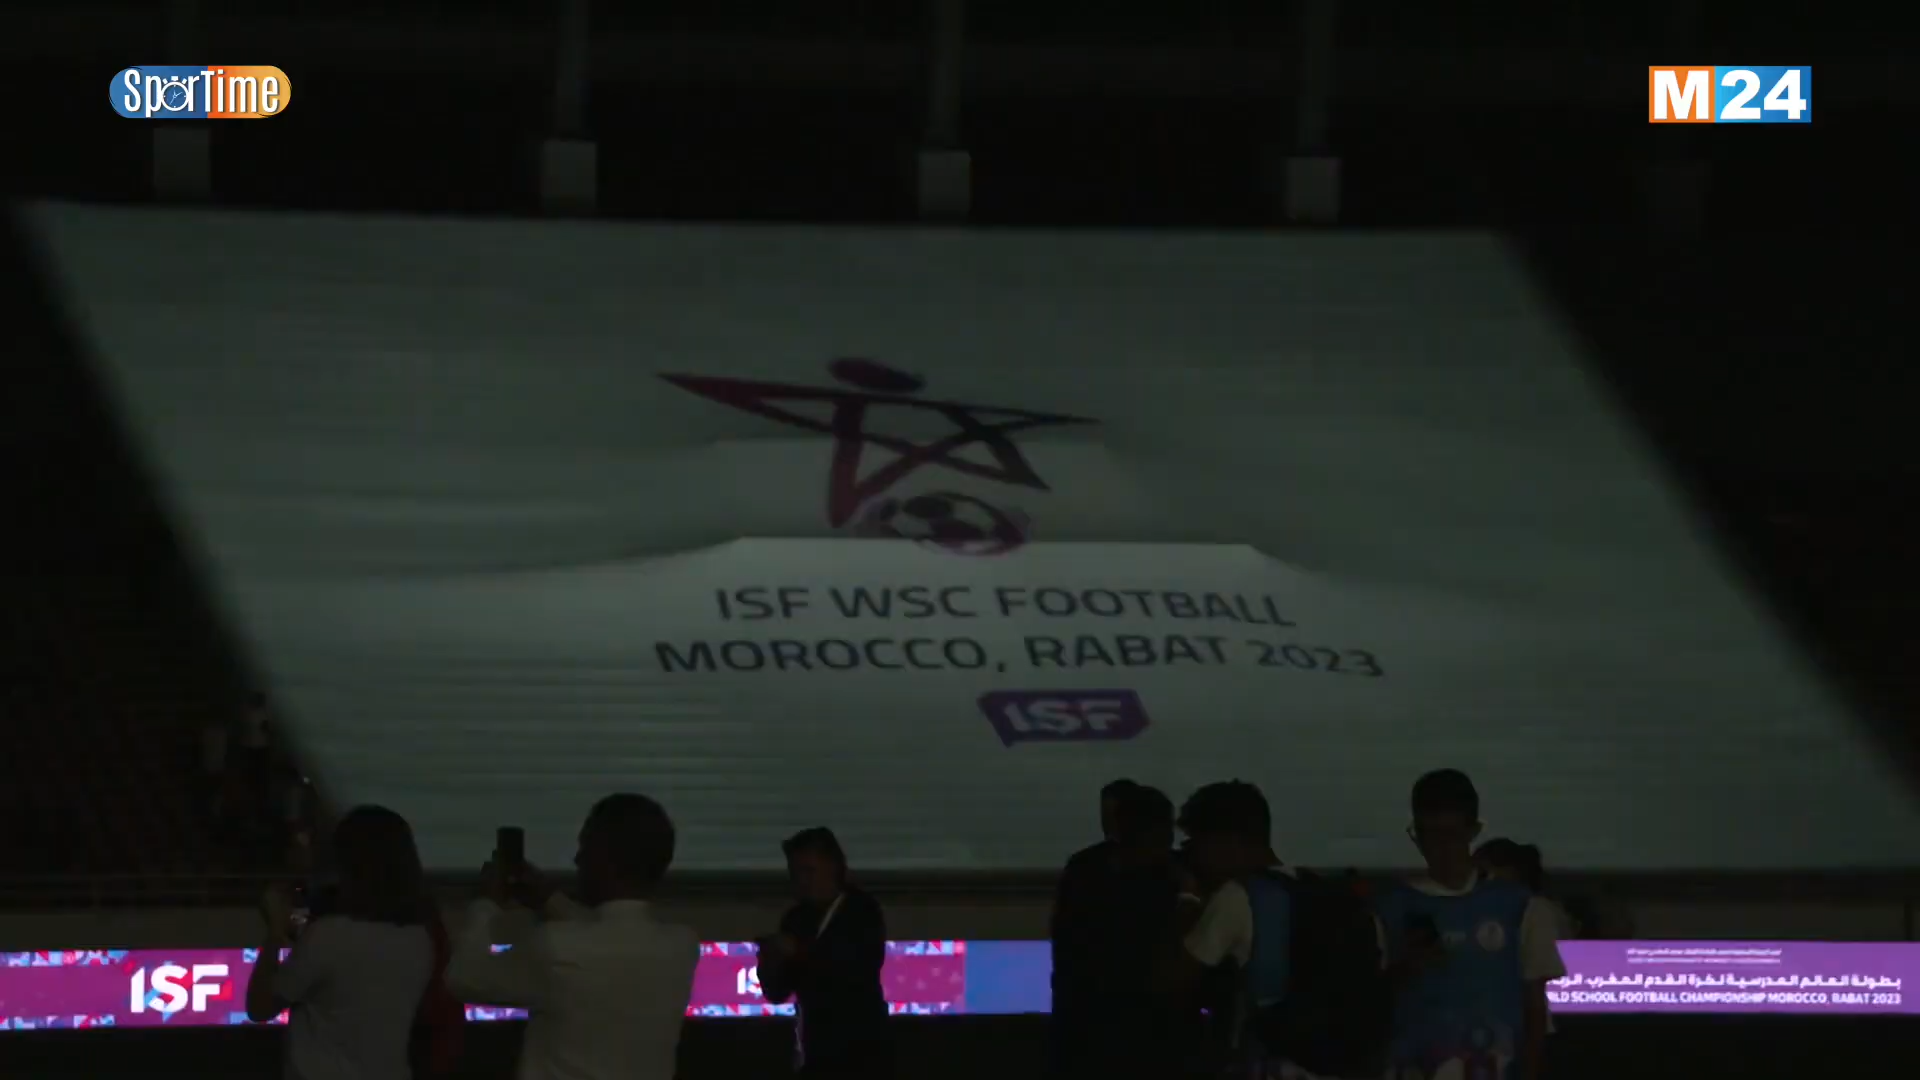 SporTime
M24
ISF WSC FOOTBALL
MOROCCO, RABAT 2023
ISF
ISF
بطولة العالم المدرسية لكرة القدم المغرب
SCHOOL FOOTBALL CHAMPIONSHIP MOROCCO, RABAT 2023